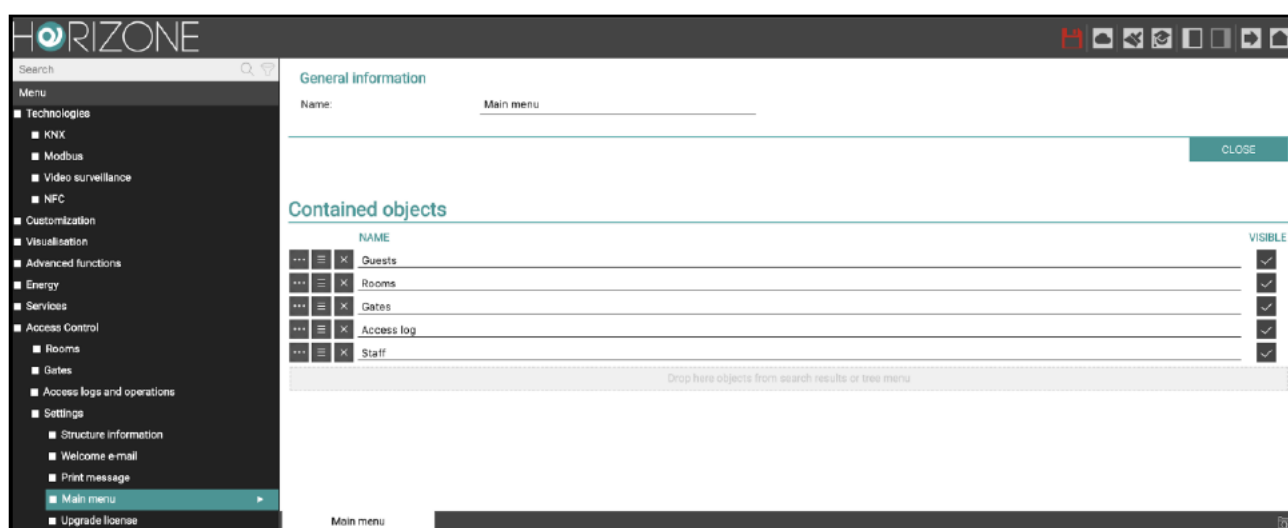 HORIZONE
Search
Menu
Technologies
KNX
Modbus
Video surveillance
NFC
Customization
Visualisation
Advanced functions
Energy
Services
Access Control
Rooms
Gates
Access logs and operations
Settings
Structure information
Welcome e-mail
Print message
Main menu
Upgrade license
General information
Name: Main menu
CLOSE
Contained objects
NAME VISIBLE
Guests
Rooms
Gates
Access log
Staff
Drop here objects from search results or tree menu
Main menu